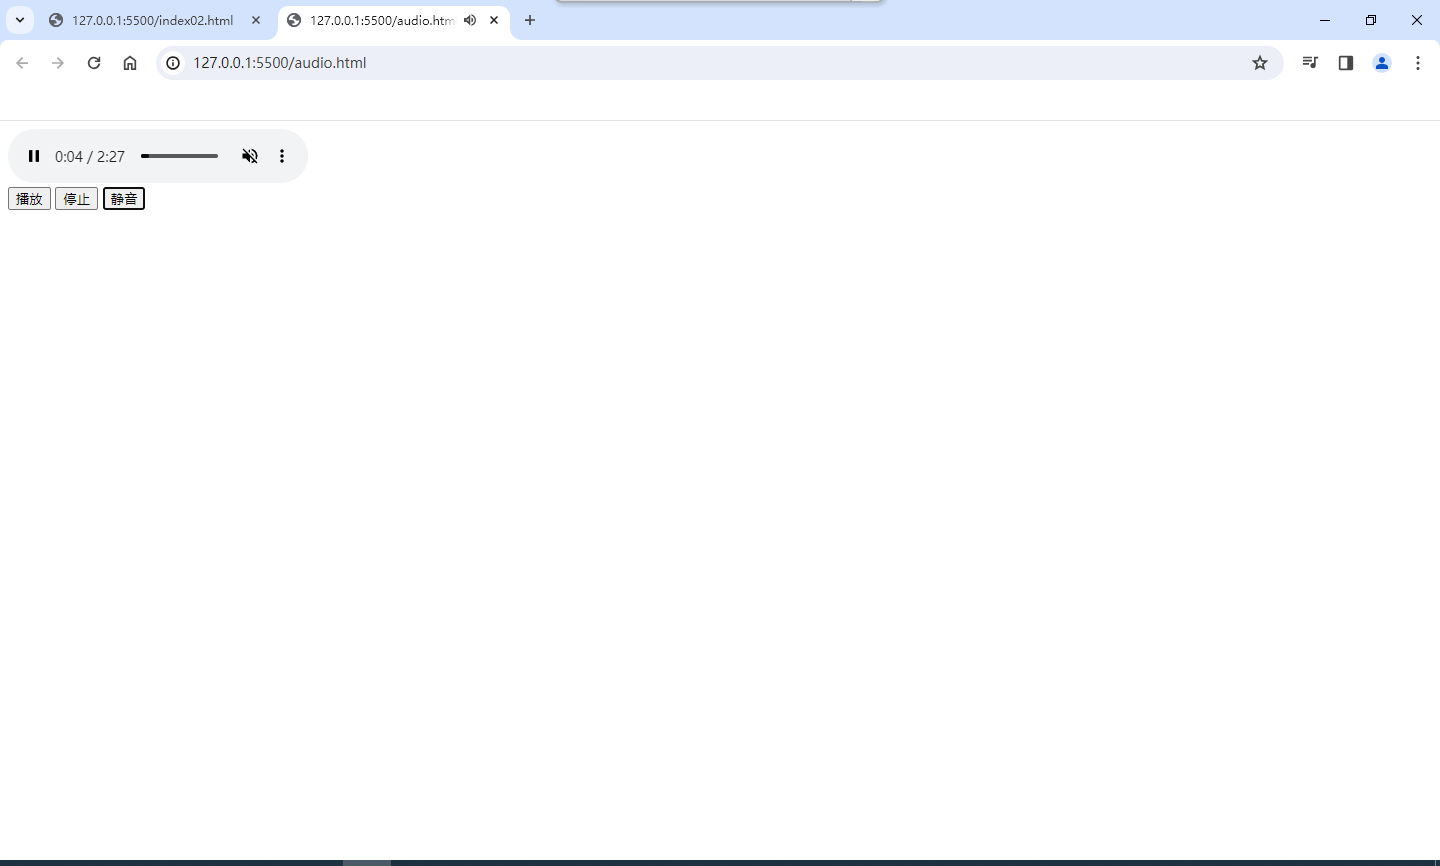 127.0.0.1:5500/index02.html
127.0.0.1:5500/audio.htm
127.0.0.1:5500/audio.html
0:04 / 2:27
播放 停止 静音